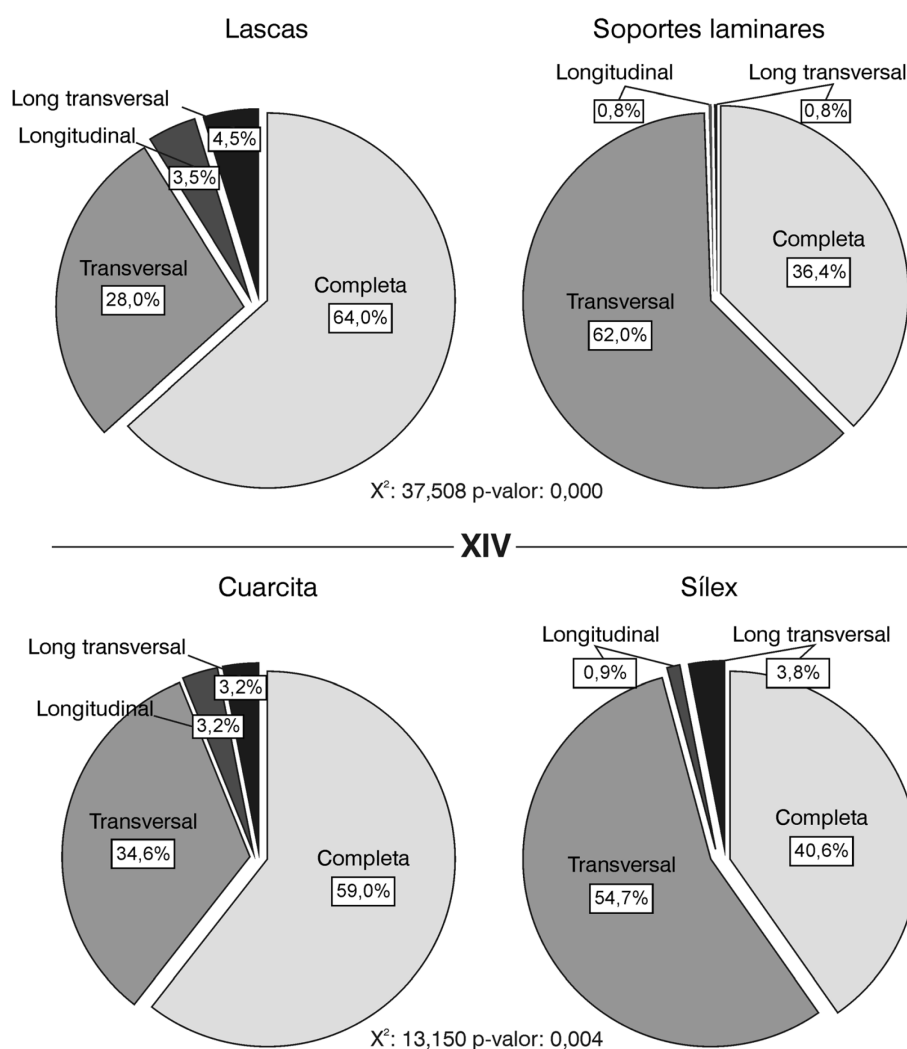 Lascas
Soportes laminares
Long transversal
4,5%
Longitudinal
3,5%
Transversal
28,0%
Completa
64,0%
Longitudinal
0,8%
Long transversal
0,8%
Completa
36,4%
Transversal
62,0%
X²: 37,508 p-valor: 0,000
XIV
Cuarcita
Sílex
Long transversal
3,2%
Longitudinal
3,2%
Transversal
34,6%
Completa
59,0%
Longitudinal
0,9%
Long transversal
3,8%
Completa
40,6%
Transversal
54,7%
X²: 13,150 p-valor: 0,004